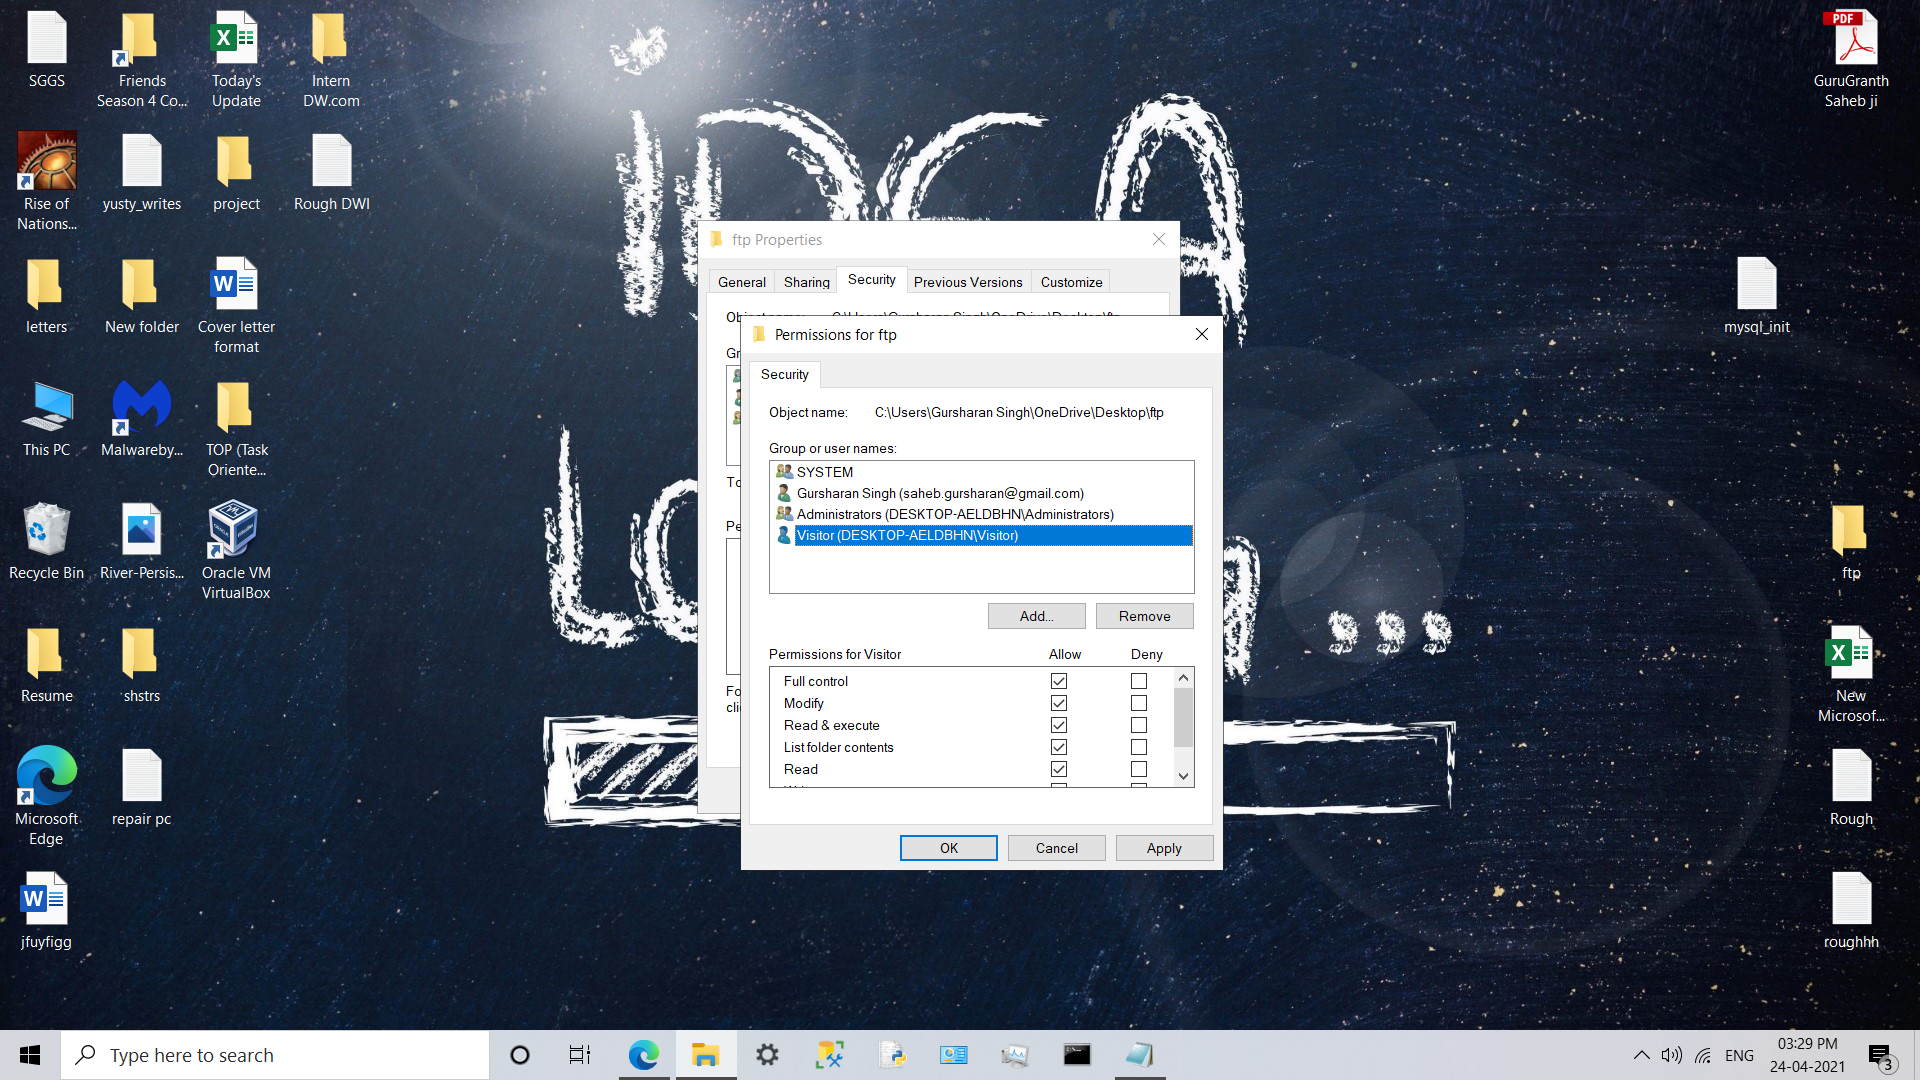 SGGS
Friends
Season 4 Co...
Today's
Update
Intern
DW.com
GuruGranth
Saheb ji
Rise of
Nations...
yusty_writes
project
Rough DWI
letters
New folder
Cover letter
format
mysql_init
This PC
Malwareby...
TOP (Task
Oriente...
Recycle Bin
River-Persis...
Oracle VM
VirtualBox
ftp
Resume
shstrs
New
Microsof...
Microsoft
Edge
repair pc
Rough
jfuyfigg
roughhh
PDF
ftp Properties
General
Sharing
Security
Previous Versions
Customize
Permissions for ftp
Security
Object name:
C:\Users\Gursharan Singh\OneDrive\Desktop\ftp
Group or user names:
SYSTEM
Gursharan Singh (saheb.gursharan@gmail.com)
Administrators (DESKTOP-AELDBHN\Administrators)
Visitor (DESKTOP-AELDBHN\Visitor)
Add...
Remove
Permissions for Visitor
Allow
Deny
Full control
Modify
Read & execute
List folder contents
Read
OK
Cancel
Apply
Type here to search
ENG
03:29 PM
24-04-2021
3